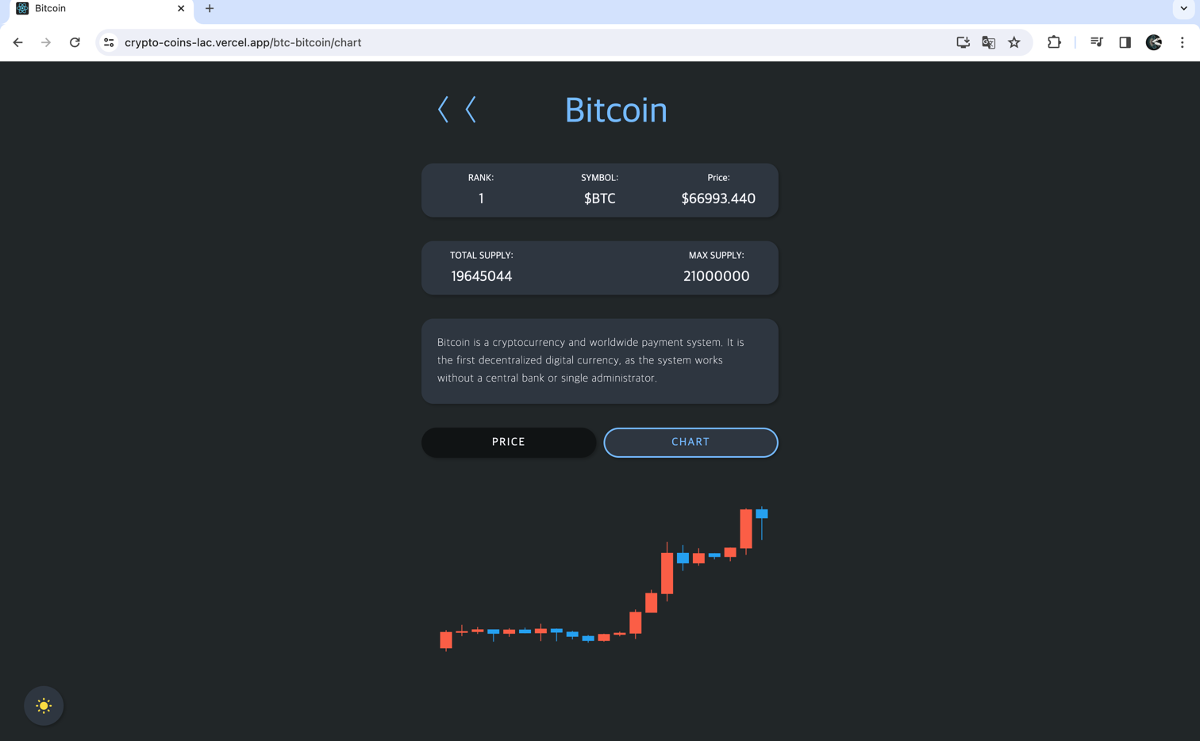 Bitcoin
crypto-coins-lac.vercel.app/btc-bitcoin/chart
Bitcoin
RANK: SYMBOL: Price:
1 $BTC $66993.440
TOTAL SUPPLY: MAX SUPPLY:
19645044 21000000
Bitcoin is a cryptocurrency and worldwide payment system. It is
the first decentralized digital currency, as the system works
without a central bank or single administrator.
PRICE CHART